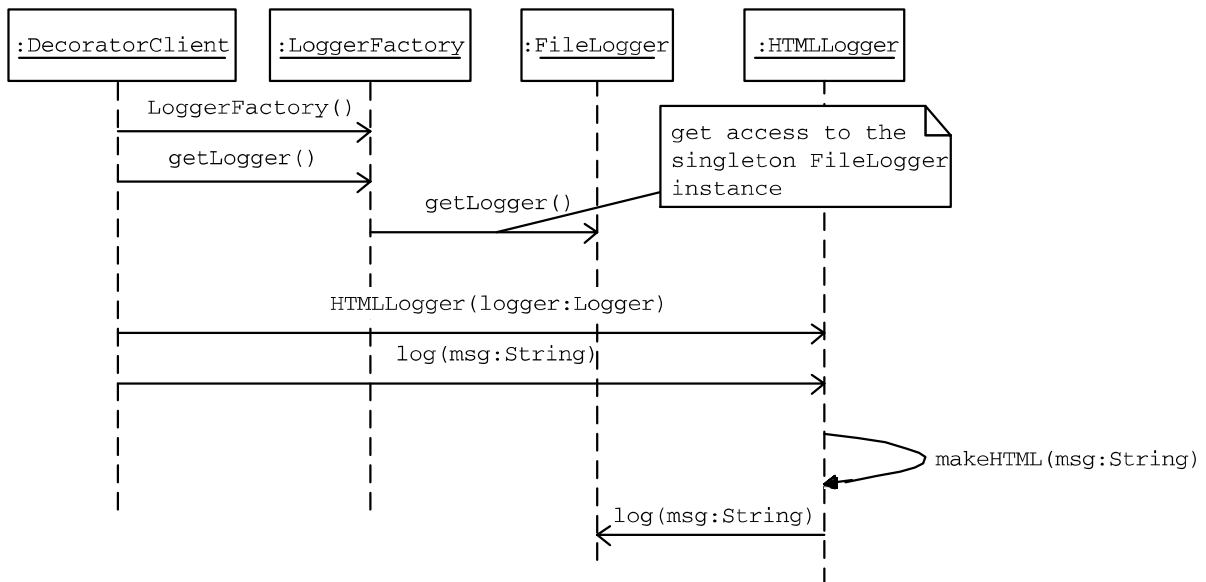 :DecoratorClient
:LoggerFactory
:FileLogger
:HTMLLogger
LoggerFactory()
get access to the
singleton FileLogger
instance
getLogger()
getLogger()
HTMLLogger(logger:Logger)
log(msg:String)
makeHTML(msg:String)
log(msg:String)